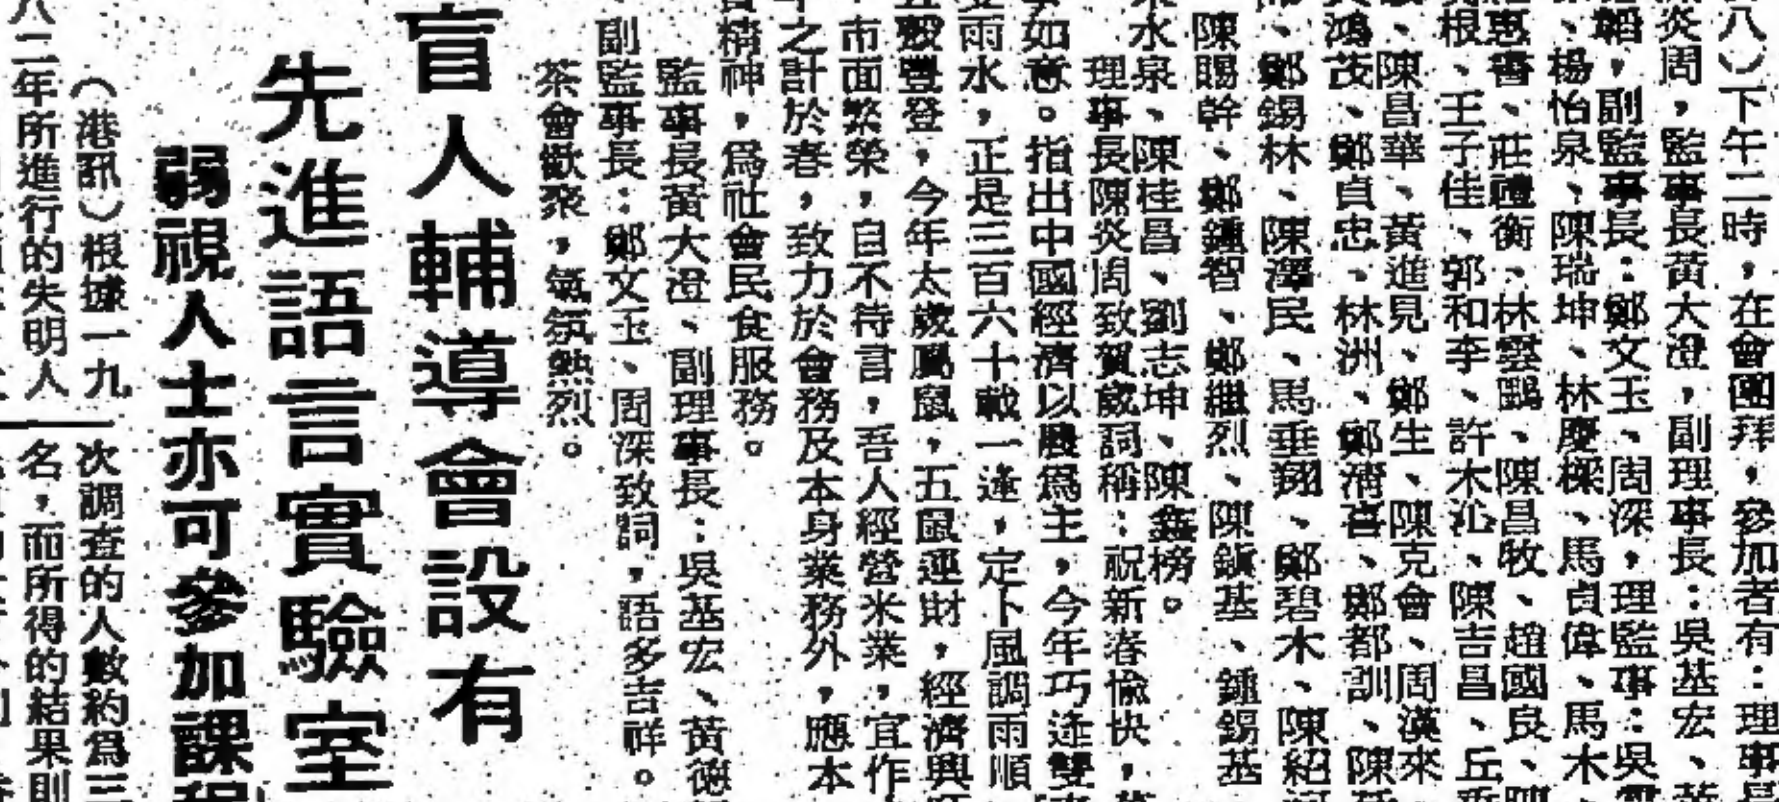 八）下午二時，在會團拜，參加者有：理事長
炎周，監事長黃大澄，副理事長：吳基宏、黃
韜，副監事長：鄭文玉、周深，理監事：吳
、楊怡泉、陳瑞坤、林慶樑、馬貞偉、馬木
惠書、莊禮衡、林雲鵬、陳昌牧、趙國良、陳
根、王子佳、郭和李、許木沁、陳吉昌、丘
、陳昌華、黃進見、鄭生、陳克會、周漢來
鴻茂、鄭貞忠、林洲、鄭清喜、鄭都訓、陳
、鄭錫林、陳澤民、馬垂翔、鄭碧木、陳紹
陳賜幹、鄭鍾智、鄭繼烈、陳鎭基、鍾錫基
水泉、陳桂昌、劉志坤、陳鑫榜。
理事長陳炎周致賀歲詞稱：祝新春愉快，萬
事如意。指出中國經濟以農爲主，今年巧逢雙
雨水，正是三百六十載一逢，定卜風調雨順
五穀豐登，今年太歲屬鼠，五鼠運財，經濟興
，市面繁榮，自不待言，吾人經營米業，宜作
年之計於春，致力於會務及本身業務外，應本
精神，爲社會民食服務。
監事長黃大澄、副理事長：吳基宏、黃德
副監事長：鄭文玉、周深致詞，語多吉祥。
茶會歡聚，氣氛熱烈。
盲人輔導會設有
先進語言實驗室
弱視人士亦可參加課程
（港訊）根據一九
八二年所進行的失明人
次調查的人數約爲三
名，而所得的結果則